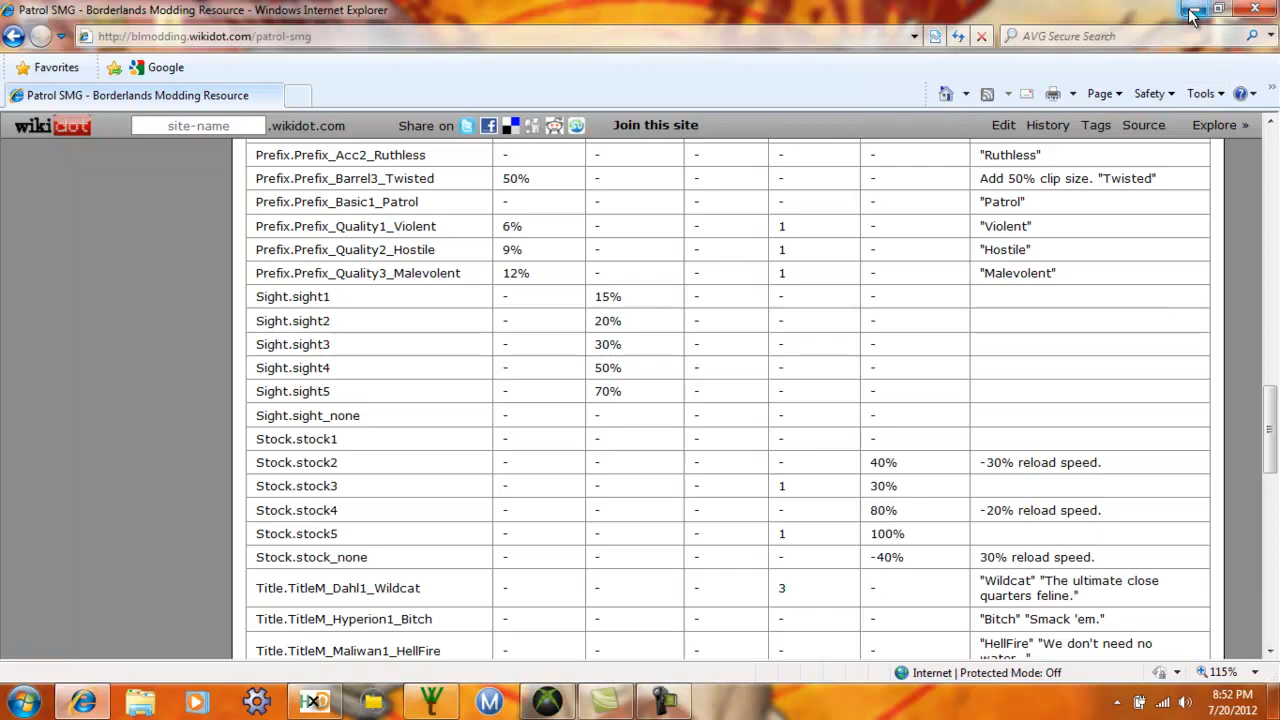 Patrol SMG - Borderlands Modding Resource - Windows Internet Explorer
http://blmodding.wikidot.com/patrol-smg AVG Secure Search
Favorites Google
Patrol SMG - Borderlands Modding Resource Page Safety Tools
wikidot site-name .wikidot.com Share on Join this site Edit History Tags Source Explore »
Prefix.Prefix_Acc2_Ruthless - - - - - "Ruthless"
Prefix.Prefix_Barrel3_Twisted 50% - - - - Add 50% clip size. "Twisted"
Prefix.Prefix_Basic1_Patrol - - - - - "Patrol"
Prefix.Prefix_Quality1_Violent 6% - - 1 - "Violent"
Prefix.Prefix_Quality2_Hostile 9% - - 1 - "Hostile"
Prefix.Prefix_Quality3_Malevolent 12% - - 1 - "Malevolent"
Sight.sight1 - 15% - - -
Sight.sight2 - 20% - - -
Sight.sight3 - 30% - - -
Sight.sight4 - 50% - - -
Sight.sight5 - 70% - - -
Sight.sight_none - - - - -
Stock.stock1 - - - - -
Stock.stock2 - - - - 40% -30% reload speed.
Stock.stock3 - - - 1 30%
Stock.stock4 - - - - 80% -20% reload speed.
Stock.stock5 - - - 1 100%
Stock.stock_none - - - - -40% 30% reload speed.
Title.TitleM_Dahl1_Wildcat - - - 3 - "Wildcat" "The ultimate close
quarters feline."
Title.TitleM_Hyperion1_Bitch - - - - - "Bitch" "Smack 'em."
Title.TitleM_Maliwan1_HellFire - - - - - "HellFire" "We don't need no
water..."
Internet | Protected Mode: Off 115%
8:52 PM
7/20/2012